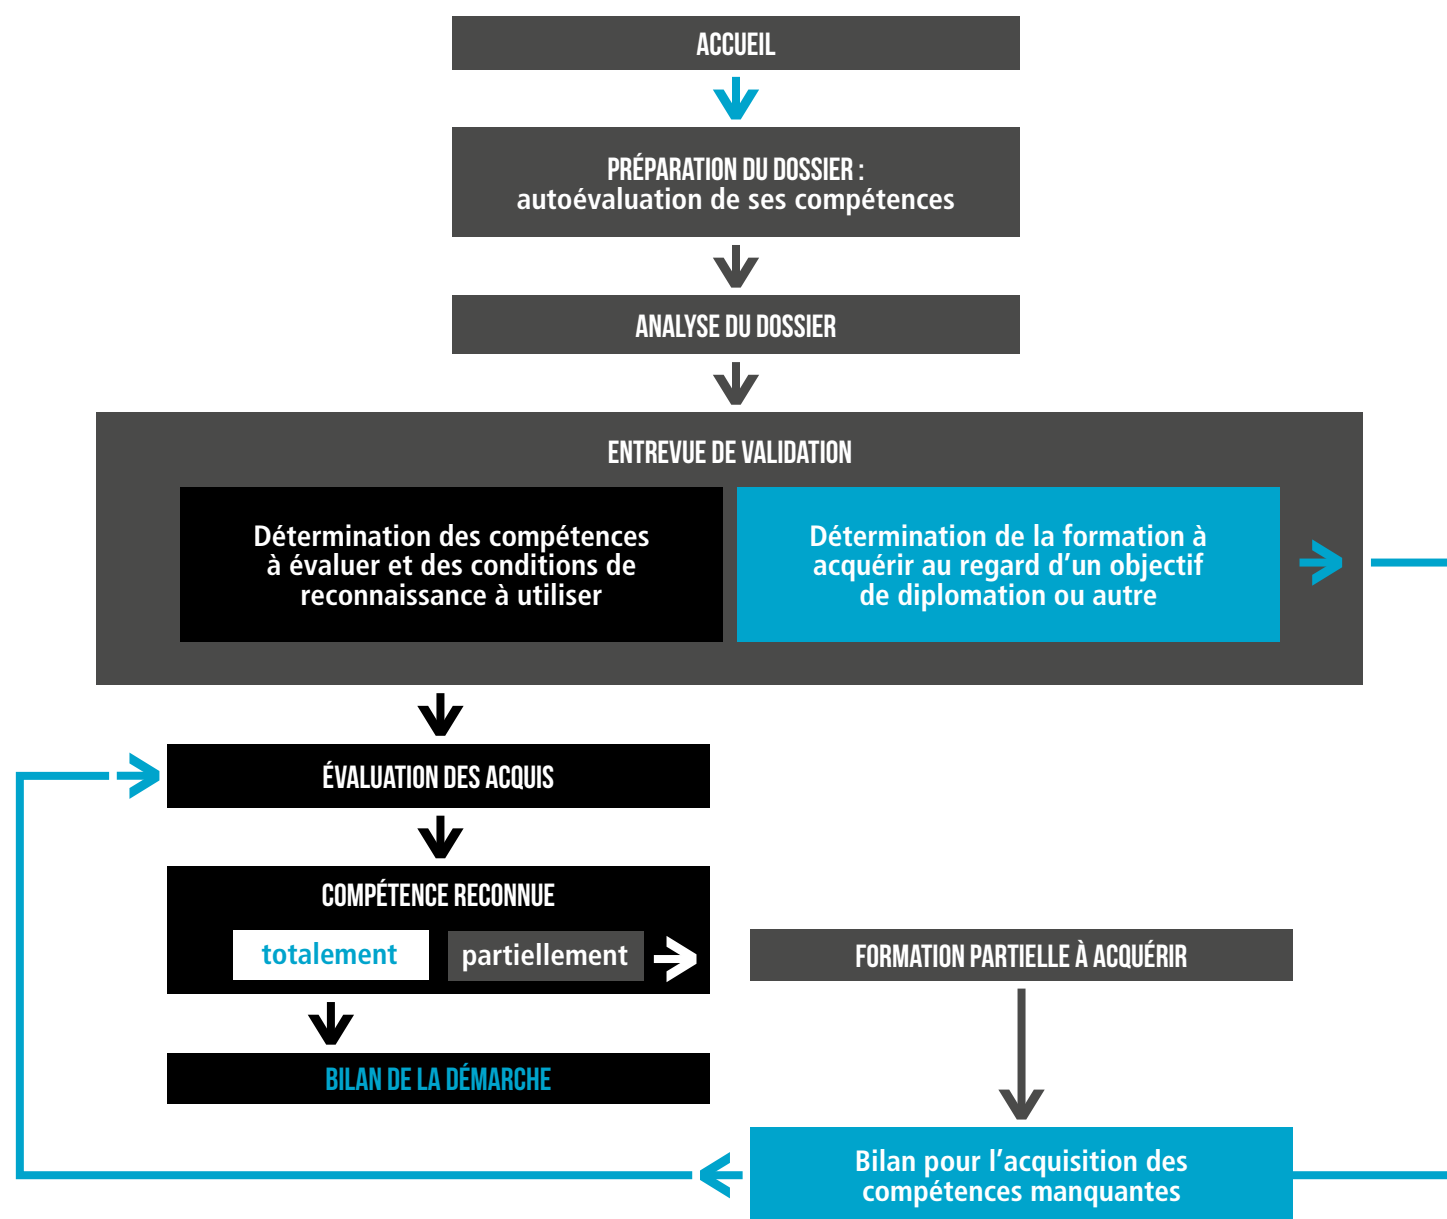 ACCUEIL
PRÉPARATION DU DOSSIER :
autoévaluation de ses compétences
ANALYSE DU DOSSIER
ENTREVUE DE VALIDATION
Détermination des compétences
à évaluer et des conditions de
reconnaissance à utiliser
Détermination de la formation à
acquérir au regard d’un objectif
de diplomation ou autre
ÉVALUATION DES ACQUIS
COMPÉTENCE RECONNUE
totalement
partiellement
FORMATION PARTIELLE À ACQUÉRIR
BILAN DE LA DÉMARCHE
Bilan pour l’acquisition des
compétences manquantes